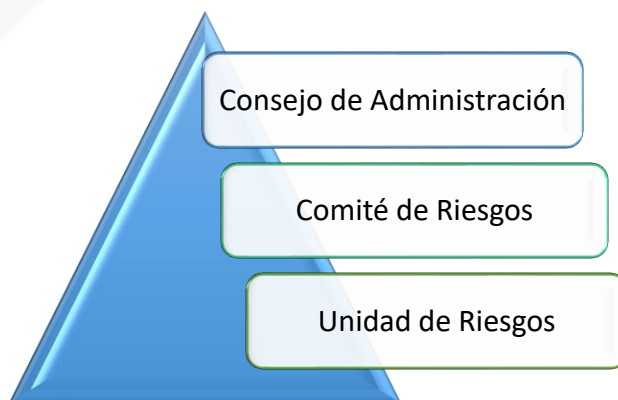 Consejo de Administración
Comité de Riesgos
Unidad de Riesgos